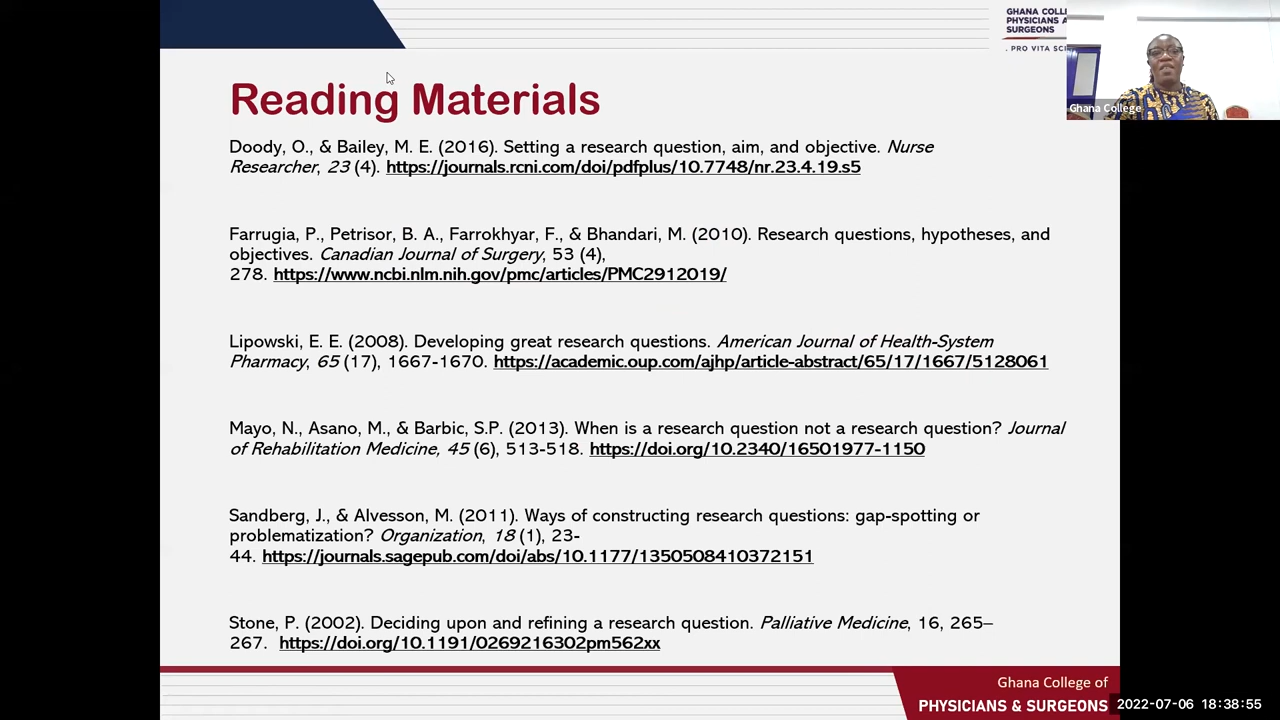 GHANA COLL
PHYSICIANS A
SURGEONS
. PRO VITA SCI
Ghana College
Reading Materials
Doody, O., & Bailey, M. E. (2016). Setting a research question, aim, and objective. Nurse
Researcher, 23 (4). https://journals.rcni.com/doi/pdfplus/10.7748/nr.23.4.19.s5
Farrugia, P., Petrisor, B. A., Farrokhyar, F., & Bhandari, M. (2010). Research questions, hypotheses, and
objectives. Canadian Journal of Surgery, 53 (4),
278. https://www.ncbi.nlm.nih.gov/pmc/articles/PMC2912019/
Lipowski, E. E. (2008). Developing great research questions. American Journal of Health-System
Pharmacy, 65 (17), 1667-1670. https://academic.oup.com/ajhp/article-abstract/65/17/1667/5128061
Mayo, N., Asano, M., & Barbic, S.P. (2013). When is a research question not a research question? Journal
of Rehabilitation Medicine, 45 (6), 513-518. https://doi.org/10.2340/16501977-1150
Sandberg, J., & Alvesson, M. (2011). Ways of constructing research questions: gap-spotting or
problematization? Organization, 18 (1), 23-
44. https://journals.sagepub.com/doi/abs/10.1177/1350508410372151
Stone, P. (2002). Deciding upon and refining a research question. Palliative Medicine, 16, 265–
267. https://doi.org/10.1191/0269216302pm562xx
Ghana College of
PHYSICIANS & SURGEONS
2022-07-06 18:38:55